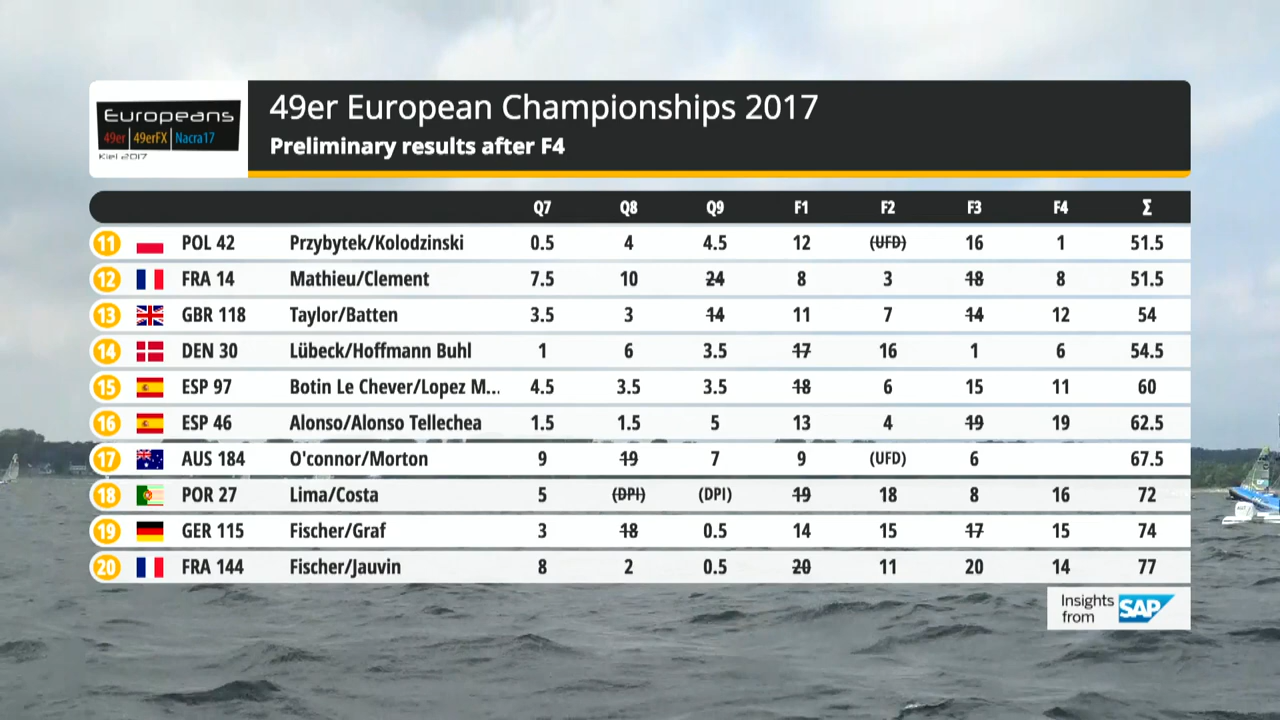 Europeans
49er | 49erFX | Nacra17
Kiel 2017
49er European Championships 2017
Preliminary results after F4
Q7 Q8 Q9 F1 F2 F3 F4 Σ
11 POL 42 Przybytek/Kolodzinski 0.5 4 4.5 12 (UFD) 16 1 51.5
12 FRA 14 Mathieu/Clement 7.5 10 24 8 3 18 8 51.5
13 GBR 118 Taylor/Batten 3.5 3 14 11 7 14 12 54
14 DEN 30 Lübeck/Hoffmann Buhl 1 6 3.5 17 16 1 6 54.5
15 ESP 97 Botin Le Chever/Lopez M... 4.5 3.5 3.5 18 6 15 11 60
16 ESP 46 Alonso/Alonso Tellechea 1.5 1.5 5 13 4 19 19 62.5
17 AUS 184 O'connor/Morton 9 19 7 9 (UFD) 6 67.5
18 POR 27 Lima/Costa 5 (DPI) (DPI) 19 18 8 16 72
19 GER 115 Fischer/Graf 3 18 0.5 14 15 17 15 74
20 FRA 144 Fischer/Jauvin 8 2 0.5 20 11 20 14 77
Insights
from SAP